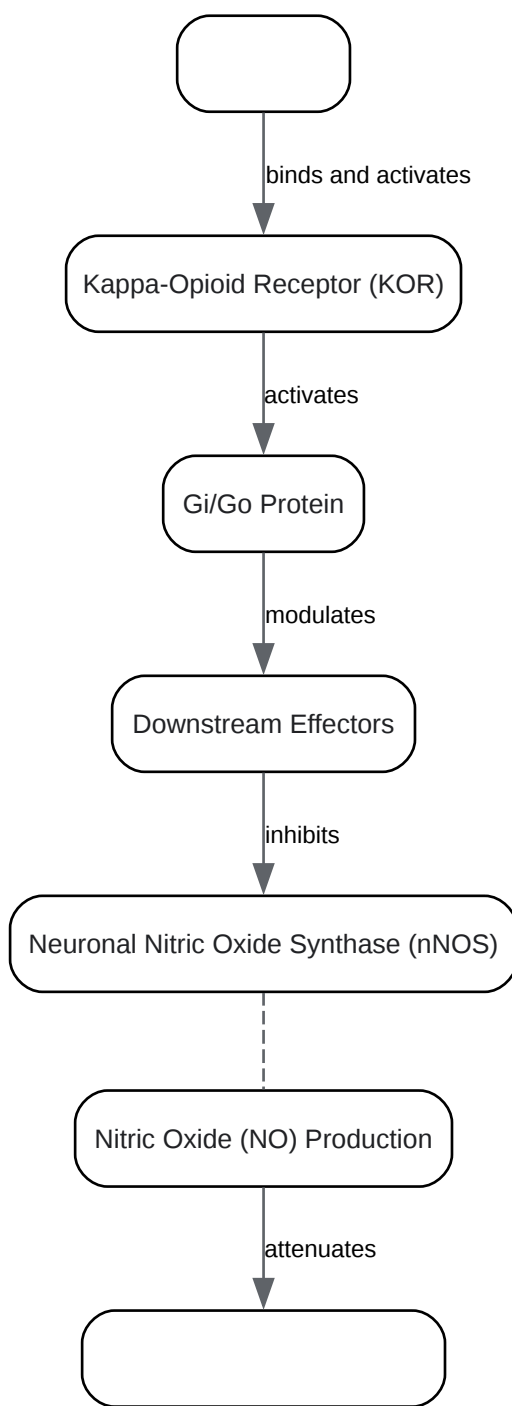 binds and activates
Kappa-Opioid Receptor (KOR)
activates
Gi/Go Protein
modulates
Downstream Effectors
inhibits
Neuronal Nitric Oxide Synthase (nNOS)
Nitric Oxide (NO) Production
attenuates